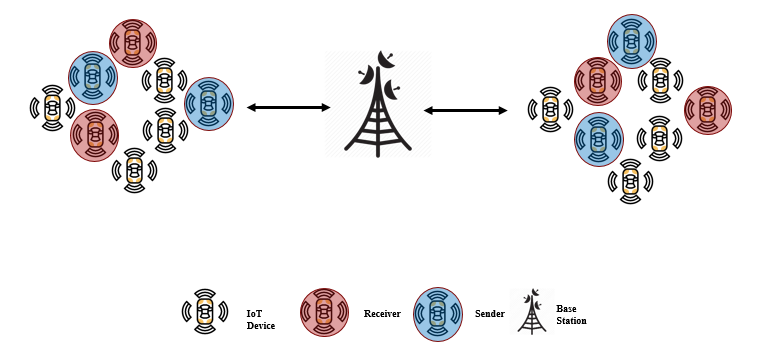 IoT
Device
Receiver
Sender
Base
Station